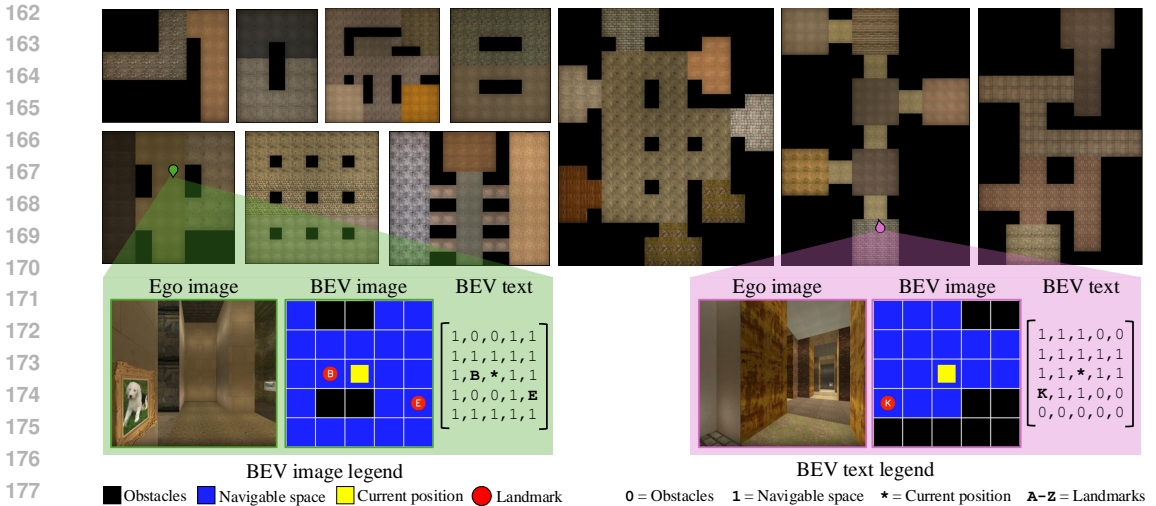 162
163
164
165
166
167
168
169
170
171
172
173
174
175
176
177
Ego image BEV image BEV text
B
E
1,0,0,1,1
1,1,1,1,1
1,B,*,1,1
1,0,0,1,E
1,1,1,1,1
Ego image BEV image BEV text
K
1,1,1,0,0
1,1,1,1,1
1,1,*,1,1
K,1,1,0,0
0,0,0,0,0
BEV image legend
Obstacles Navigable space Current position Landmark
BEV text legend
0 = Obstacles 1 = Navigable space * = Current position A-Z = Landmarks